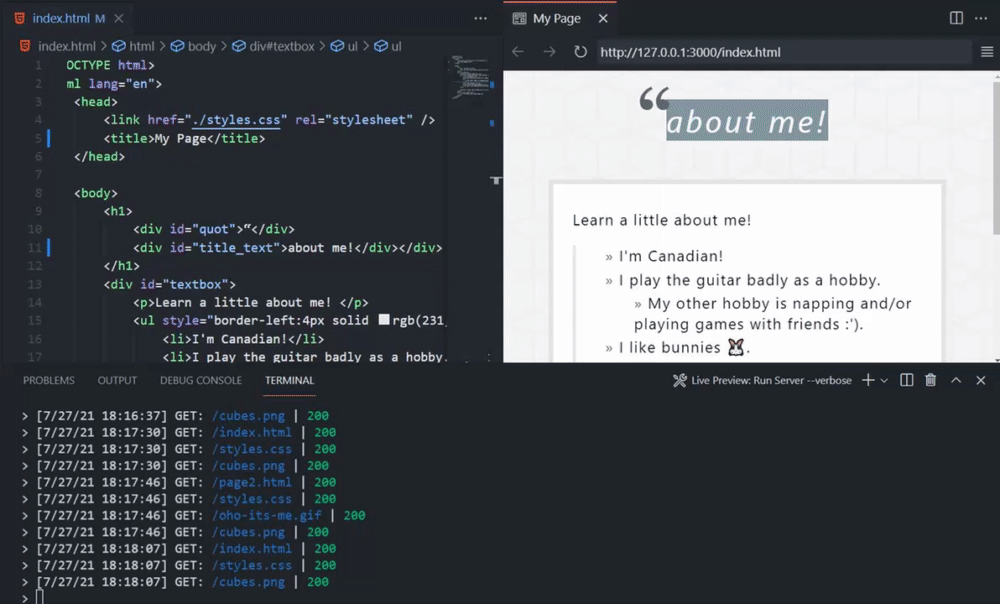 index.html M
index.html > html > body > div#textbox > ul > ul
1 OCTYPE html>
2 ml lang="en">
3 <head>
4 <link href="./styles.css" rel="stylesheet" />
5 <title>My Page</title>
6 </head>
7
8 <body>
9 <h1>
10 <div id="quot">“</div>
11 <div id="title_text">about me!</div></div>
12 </h1>
13 <div id="textbox">
14 <p>Learn a little about me! </p>
15 <ul style="border-left:4px solid rgb(231,
16 <li>I'm Canadian!</li>
17 <li>I play the guitar badly as a hobby.
My Page
http://127.0.0.1:3000/index.html
“
about me!
Learn a little about me!
» I'm Canadian!
» I play the guitar badly as a hobby.
» My other hobby is napping and/or
playing games with friends :').
» I like bunnies 🐰.
PROBLEMS OUTPUT DEBUG CONSOLE TERMINAL
Live Preview: Run Server --verbose
> [7/27/21 18:16:37] GET: /cubes.png | 200
> [7/27/21 18:17:30] GET: /index.html | 200
> [7/27/21 18:17:30] GET: /styles.css | 200
> [7/27/21 18:17:30] GET: /cubes.png | 200
> [7/27/21 18:17:46] GET: /page2.html | 200
> [7/27/21 18:17:46] GET: /styles.css | 200
> [7/27/21 18:17:46] GET: /oho-its-me.gif | 200
> [7/27/21 18:17:46] GET: /cubes.png | 200
> [7/27/21 18:18:07] GET: /index.html | 200
> [7/27/21 18:18:07] GET: /styles.css | 200
> [7/27/21 18:18:07] GET: /cubes.png | 200
>